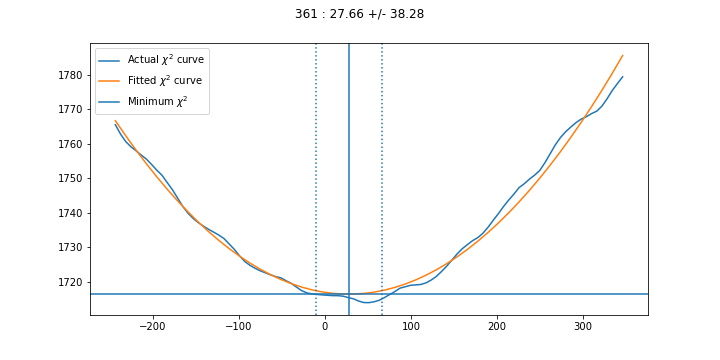 361 : 27.66 +/- 38.28
Actual χ² curve
Fitted χ² curve
Minimum χ²
1780
1770
1760
1750
1740
1730
1720
−200 −100 0 100 200 300